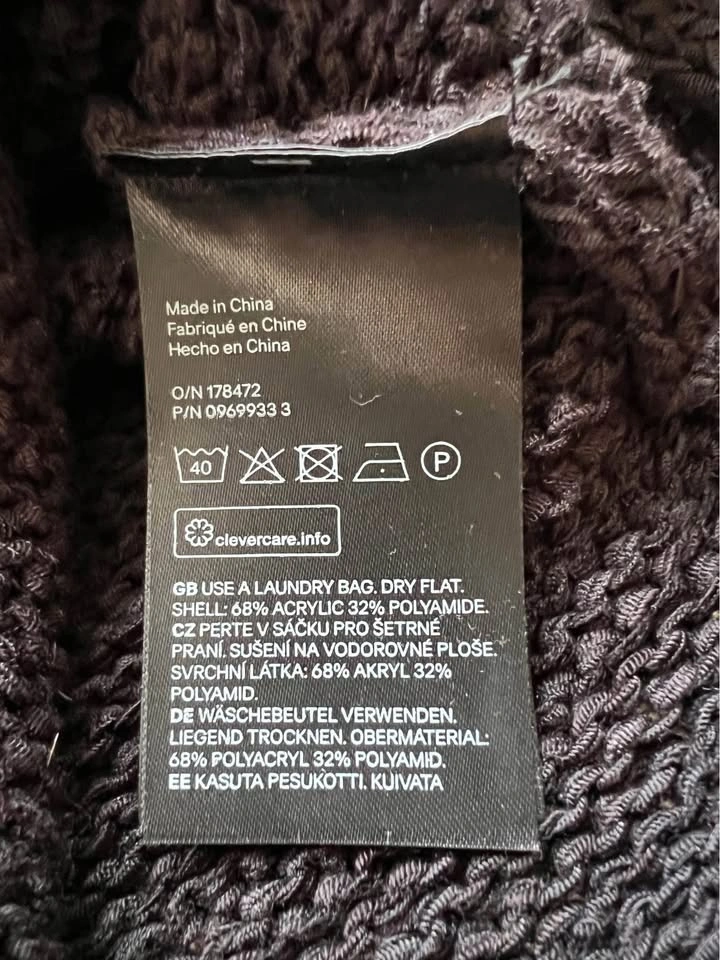 Made in China
Fabriqué en Chine
Hecho en China
O/N 178472
P/N 0969933 3
40 P
clevercare.info
GB USE A LAUNDRY BAG. DRY FLAT.
SHELL: 68% ACRYLIC 32% POLYAMIDE.
CZ PERTE V SÁČKU PRO ŠETRNÉ
PRANÍ. SUŠENÍ NA VODOROVNÉ PLOŠE.
SVRCHNÍ LÁTKA: 68% AKRYL 32%
POLYAMID.
DE WÄSCHEBEUTEL VERWENDEN.
LIEGEND TROCKNEN. OBERMATERIAL:
68% POLYACRYL 32% POLYAMID.
EE KASUTA PESUKOTTI. KUIVATA